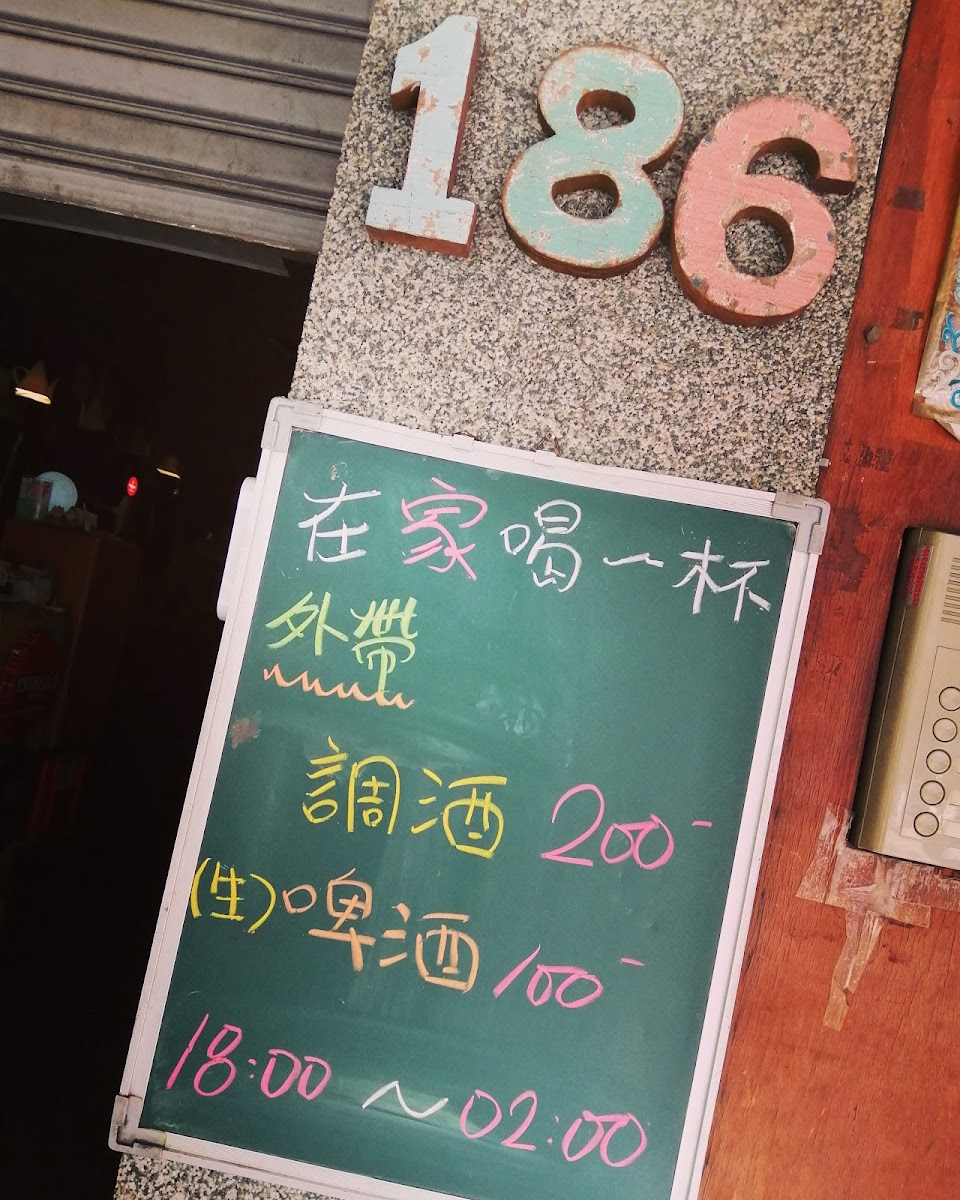 186
在家喝一杯
外帶
調酒 200-
(生)啤酒 100-
18:00 ~ 02:00